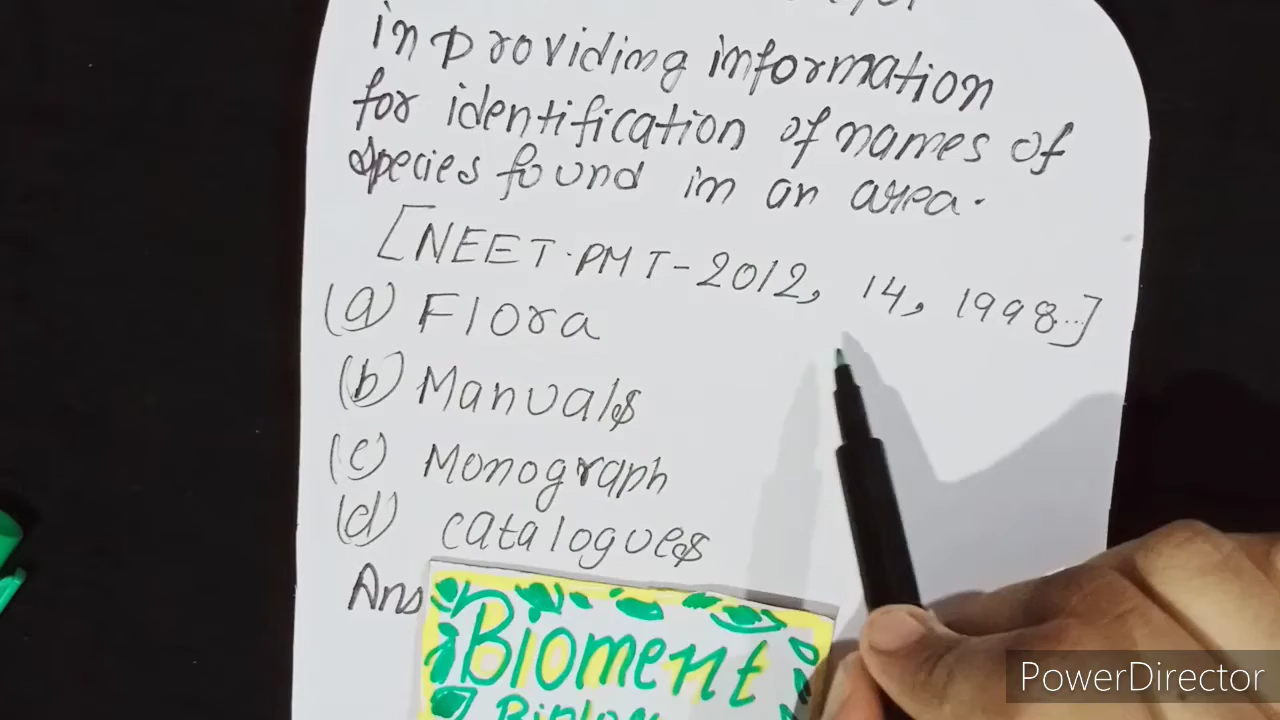 in providing information
for identification of names of
species found in an area.
[NEET.PMT-2012, 14, 1998...]
(a) Flora
(b) Manuals
(c) Monograph
(d) catalogues
Ans
Bioment
PowerDirector